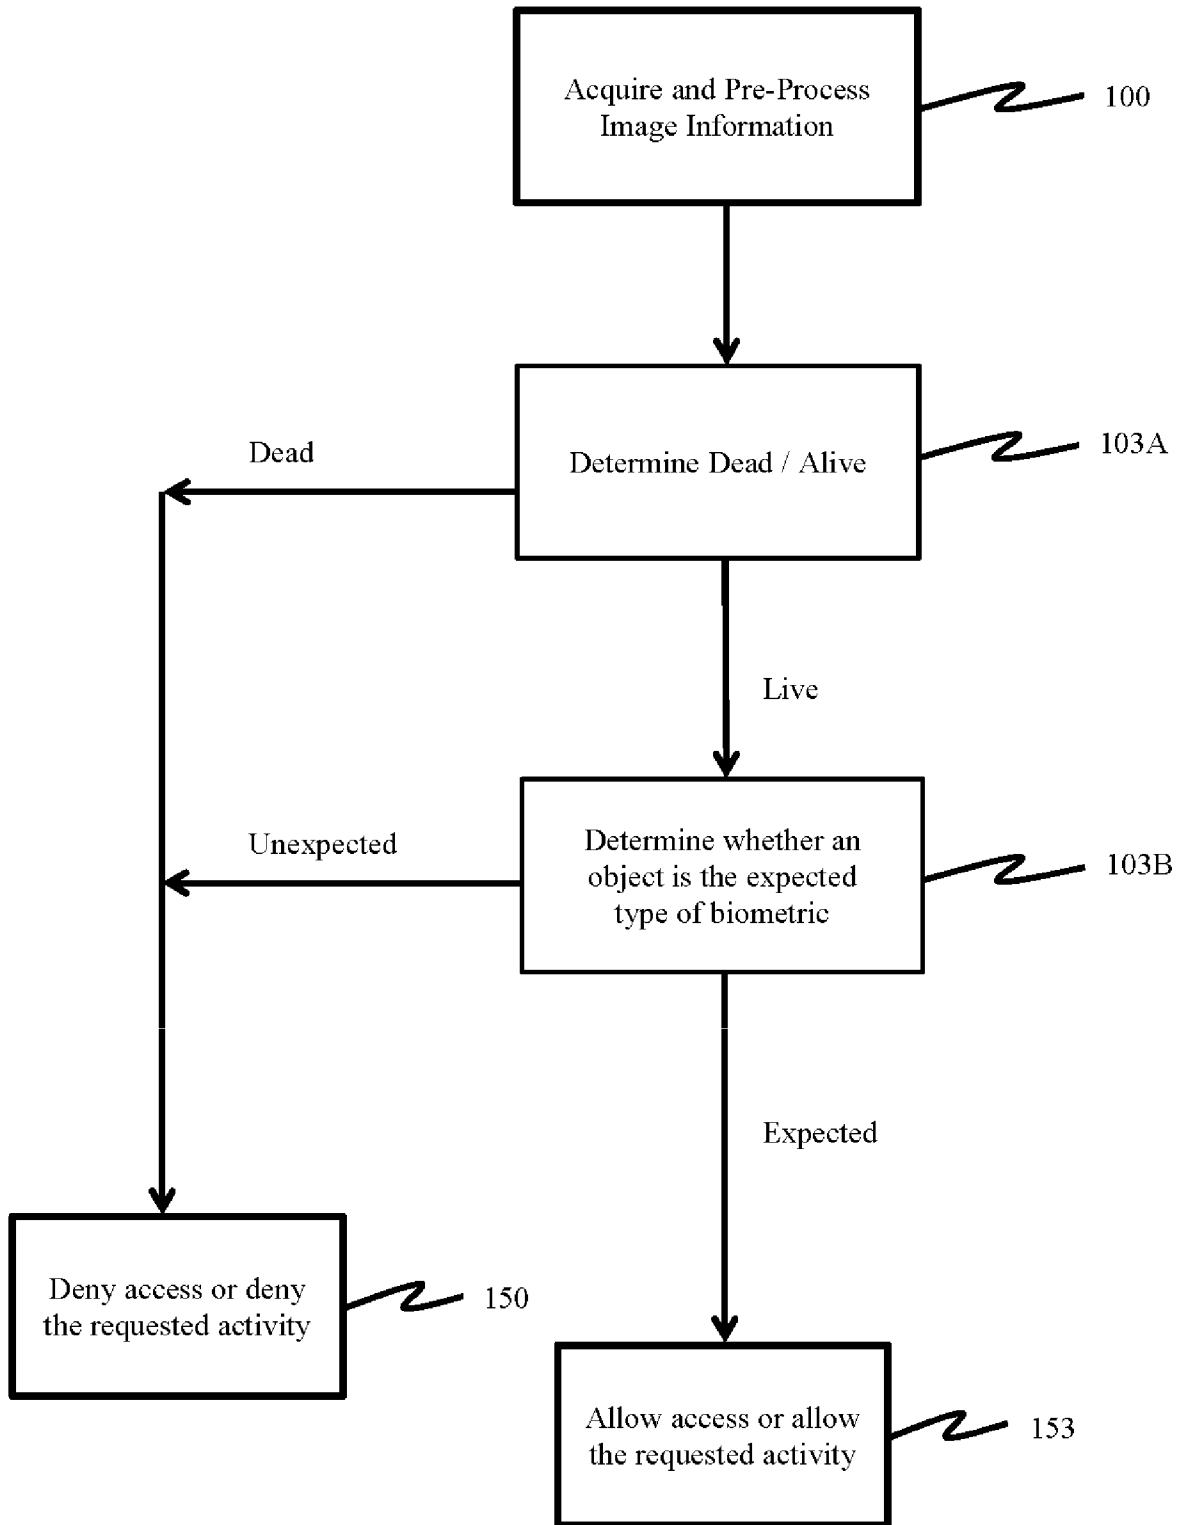 Acquire and Pre-Process
Image Information
100
Determine Dead / Alive
103A
Dead
Live
Determine whether an
object is the expected
type of biometric
103B
Unexpected
Expected
Deny access or deny
the requested activity
150
Allow access or allow
the requested activity
153